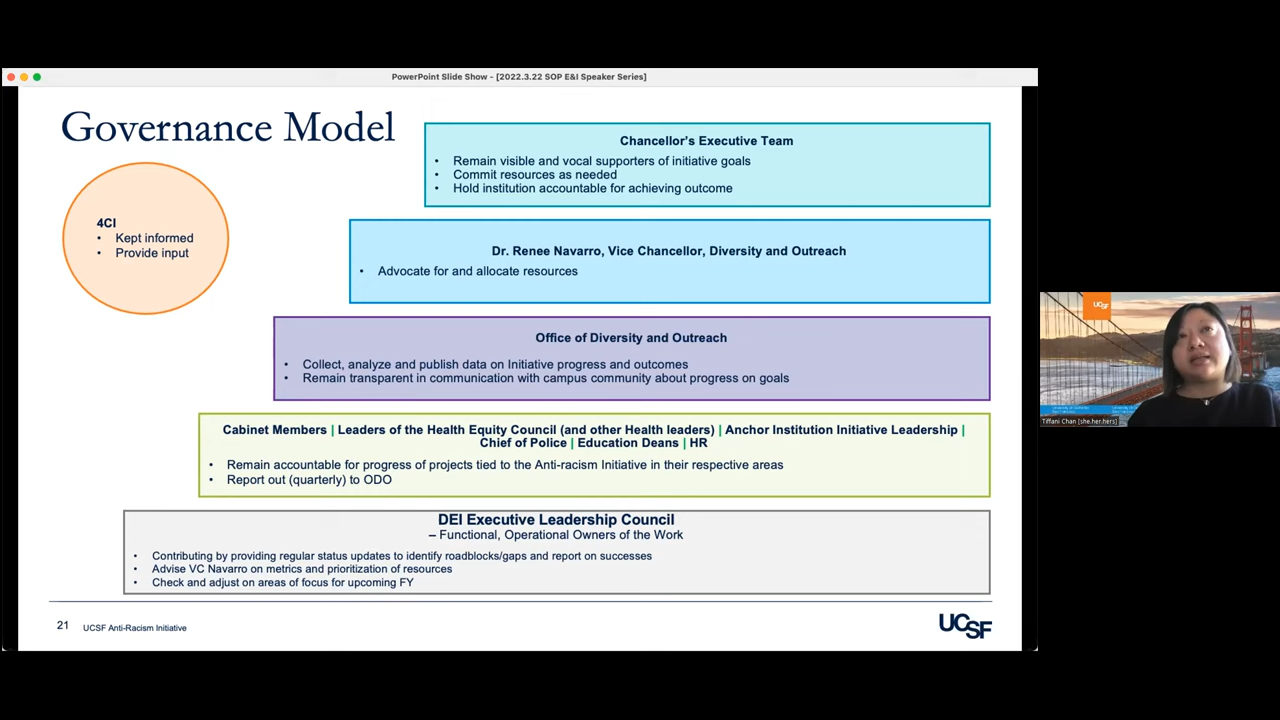 PowerPoint Slide Show - [2022.3.22 SOP E&I Speaker Series]
Governance Model
4CI
• Kept informed
• Provide input
Chancellor's Executive Team
• Remain visible and vocal supporters of initiative goals
• Commit resources as needed
• Hold institution accountable for achieving outcome
Dr. Renee Navarro, Vice Chancellor, Diversity and Outreach
• Advocate for and allocate resources
Office of Diversity and Outreach
• Collect, analyze and publish data on Initiative progress and outcomes
• Remain transparent in communication with campus community about progress on goals
Cabinet Members | Leaders of the Health Equity Council (and other Health leaders) | Anchor Institution Initiative Leadership |
Chief of Police | Education Deans | HR
• Remain accountable for progress of projects tied to the Anti-racism Initiative in their respective areas
• Report out (quarterly) to ODO
DEI Executive Leadership Council
– Functional, Operational Owners of the Work
• Contributing by providing regular status updates to identify roadblocks/gaps and report on successes
• Advise VC Navarro on metrics and prioritization of resources
• Check and adjust on areas of focus for upcoming FY
21 UCSF Anti-Racism Initiative
UCSF
UCSF
Tiffani Chan [she.her.hers]